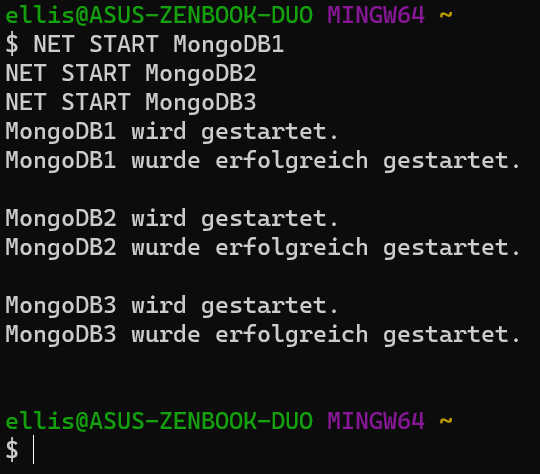 ellis@ASUS-ZENBOOK-DUO MINGW64 ~
$ NET START MongoDB1
NET START MongoDB2
NET START MongoDB3
MongoDB1 wird gestartet.
MongoDB1 wurde erfolgreich gestartet.
MongoDB2 wird gestartet.
MongoDB2 wurde erfolgreich gestartet.
MongoDB3 wird gestartet.
MongoDB3 wurde erfolgreich gestartet.
ellis@ASUS-ZENBOOK-DUO MINGW64 ~
$